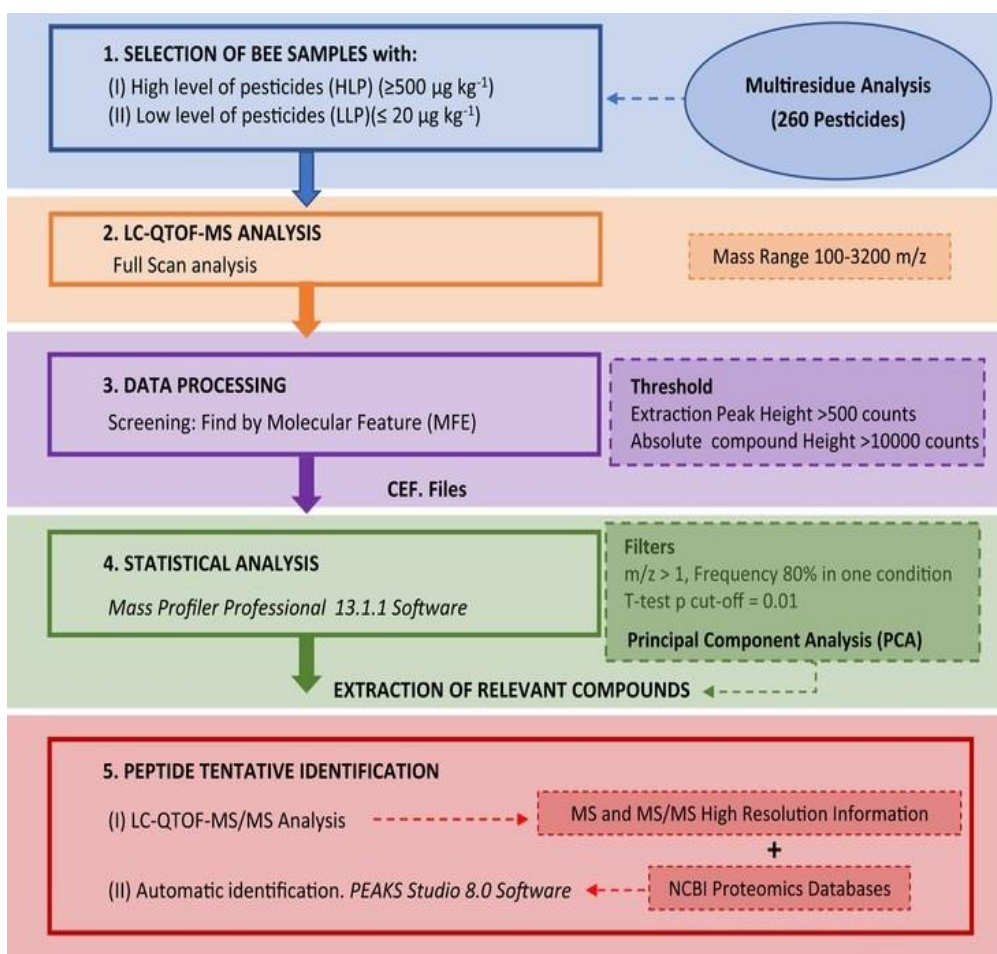 1. SELECTION OF BEE SAMPLES with:
(I) High level of pesticides (HLP) (≥500 µg kg⁻¹)
(II) Low level of pesticides (LLP)(≤ 20 µg kg⁻¹)
Multiresidue Analysis
(260 Pesticides)
2. LC-QTOF-MS ANALYSIS
Full Scan analysis
Mass Range 100-3200 m/z
3. DATA PROCESSING
Screening: Find by Molecular Feature (MFE)
Threshold
Extraction Peak Height >500 counts
Absolute compound Height >10000 counts
CEF. Files
4. STATISTICAL ANALYSIS
Mass Profiler Professional 13.1.1 Software
Filters
m/z > 1, Frequency 80% in one condition
T-test p cut-off = 0.01
Principal Component Analysis (PCA)
EXTRACTION OF RELEVANT COMPOUNDS
5. PEPTIDE TENTATIVE IDENTIFICATION
(I) LC-QTOF-MS/MS Analysis
MS and MS/MS High Resolution Information
+
(II) Automatic identification. PEAKS Studio 8.0 Software
NCBI Proteomics Databases